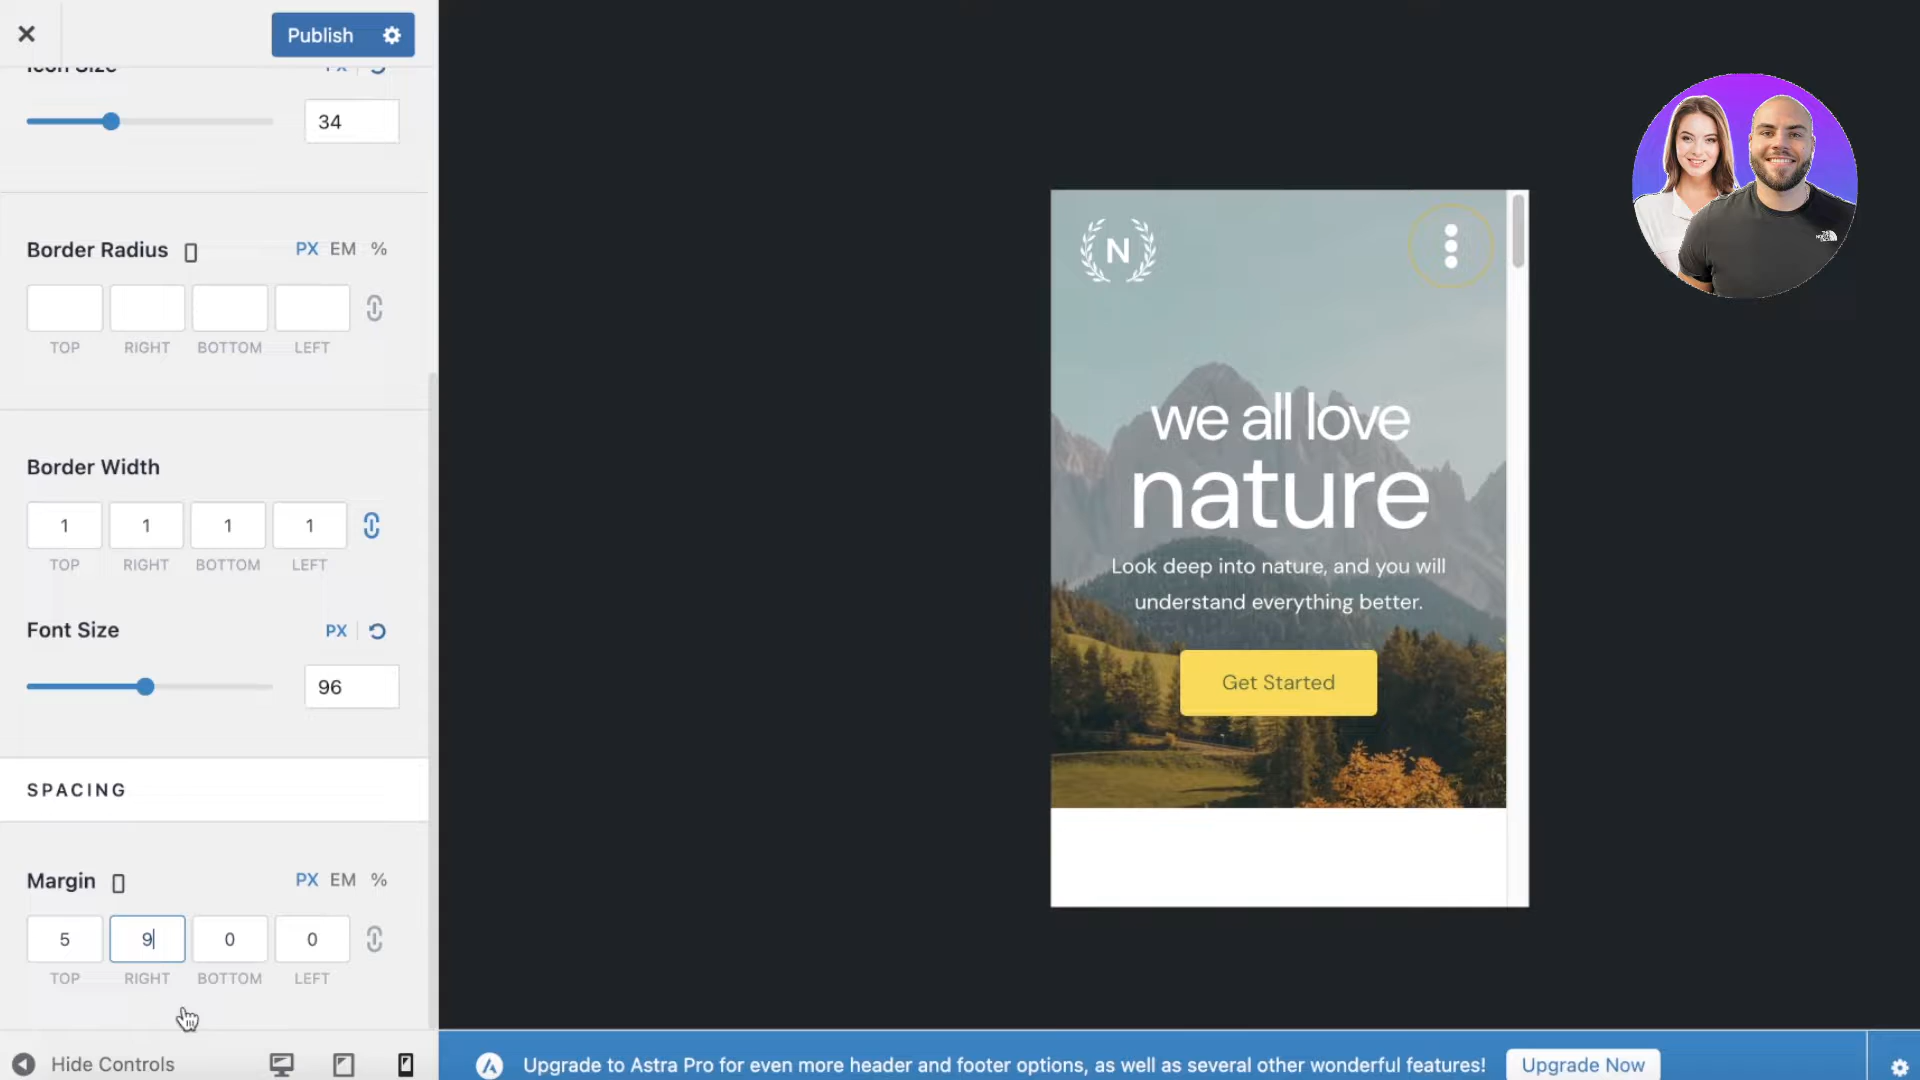 Publish
Icon Size PX
34
Border Radius PX EM %
TOP RIGHT BOTTOM LEFT
Border Width
1 1 1 1
TOP RIGHT BOTTOM LEFT
Font Size PX
96
SPACING
Margin PX EM %
5 9 0 0
TOP RIGHT BOTTOM LEFT
Hide Controls
N
we all love
nature
Look deep into nature, and you will
understand everything better.
Get Started
Upgrade to Astra Pro for even more header and footer options, as well as several other wonderful features! Upgrade Now